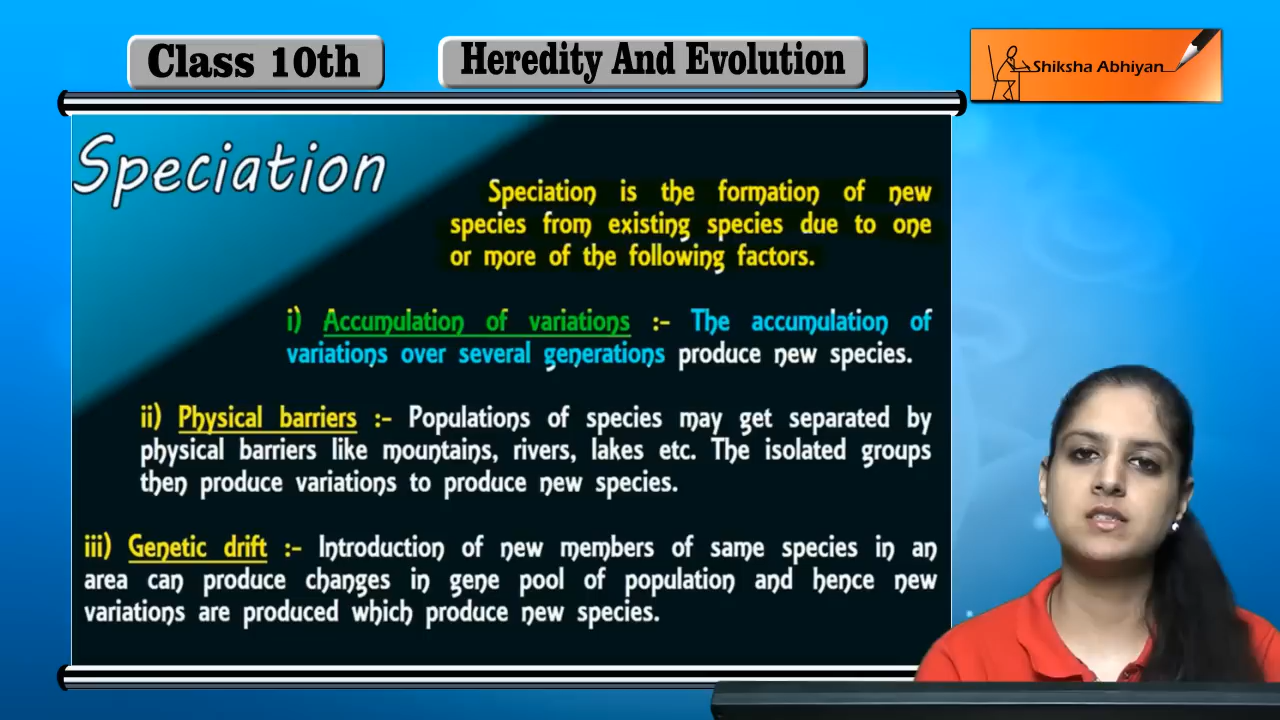 Class 10th
Heredity And Evolution
Shiksha Abhiyan
Speciation
Speciation is the formation of new
species from existing species due to one
or more of the following factors.
i) Accumulation of variations :- The accumulation of
variations over several generations produce new species.
ii) Physical barriers :- Populations of species may get separated by
physical barriers like mountains, rivers, lakes etc. The isolated groups
then produce variations to produce new species.
iii) Genetic drift :- Introduction of new members of same species in an
area can produce changes in gene pool of population and hence new
variations are produced which produce new species.